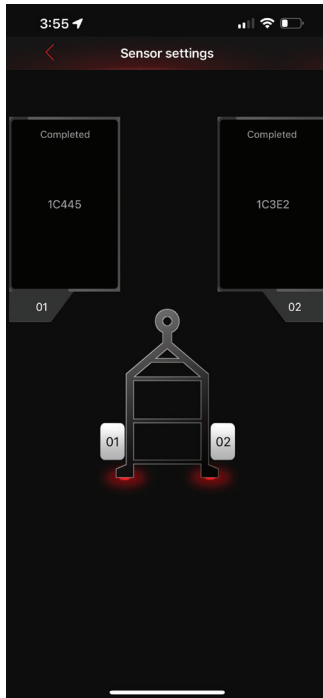 3:55
Sensor settings
Completed
Completed
1C445
1C3E2
01
02
01
02